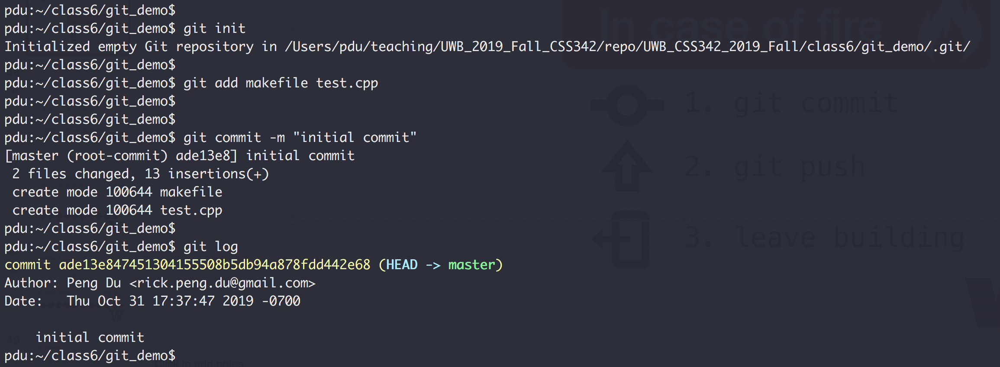 pdu:~/class6/git_demo$
pdu:~/class6/git_demo$ git init
Initialized empty Git repository in /Users/pdu/teaching/UWB_2019_Fall_CSS342/repo/UWB_CSS342_2019_Fall/class6/git_demo/.git/
pdu:~/class6/git_demo$
pdu:~/class6/git_demo$ git add makefile test.cpp
pdu:~/class6/git_demo$
pdu:~/class6/git_demo$
pdu:~/class6/git_demo$ git commit -m "initial commit"
[master (root-commit) ade13e8] initial commit
 2 files changed, 13 insertions(+)
 create mode 100644 makefile
 create mode 100644 test.cpp
pdu:~/class6/git_demo$
pdu:~/class6/git_demo$ git log
commit ade13e847451304155508b5db94a878fdd442e68 (HEAD -> master)
Author: Peng Du <rick.peng.du@gmail.com>
Date:   Thu Oct 31 17:37:47 2019 -0700
    initial commit
pdu:~/class6/git_demo$
In case of fire
1. git commit
2. git push
3. leave building
W
49
Click to add notes